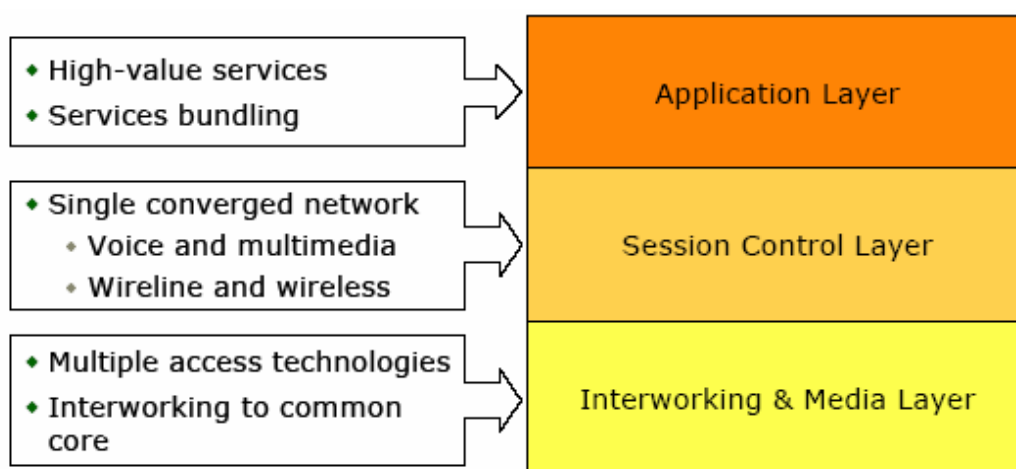 High-value services
Services bundling
Application Layer
Single converged network
Voice and multimedia
Wireline and wireless
Session Control Layer
Multiple access technologies
Interworking to common
core
Interworking & Media Layer